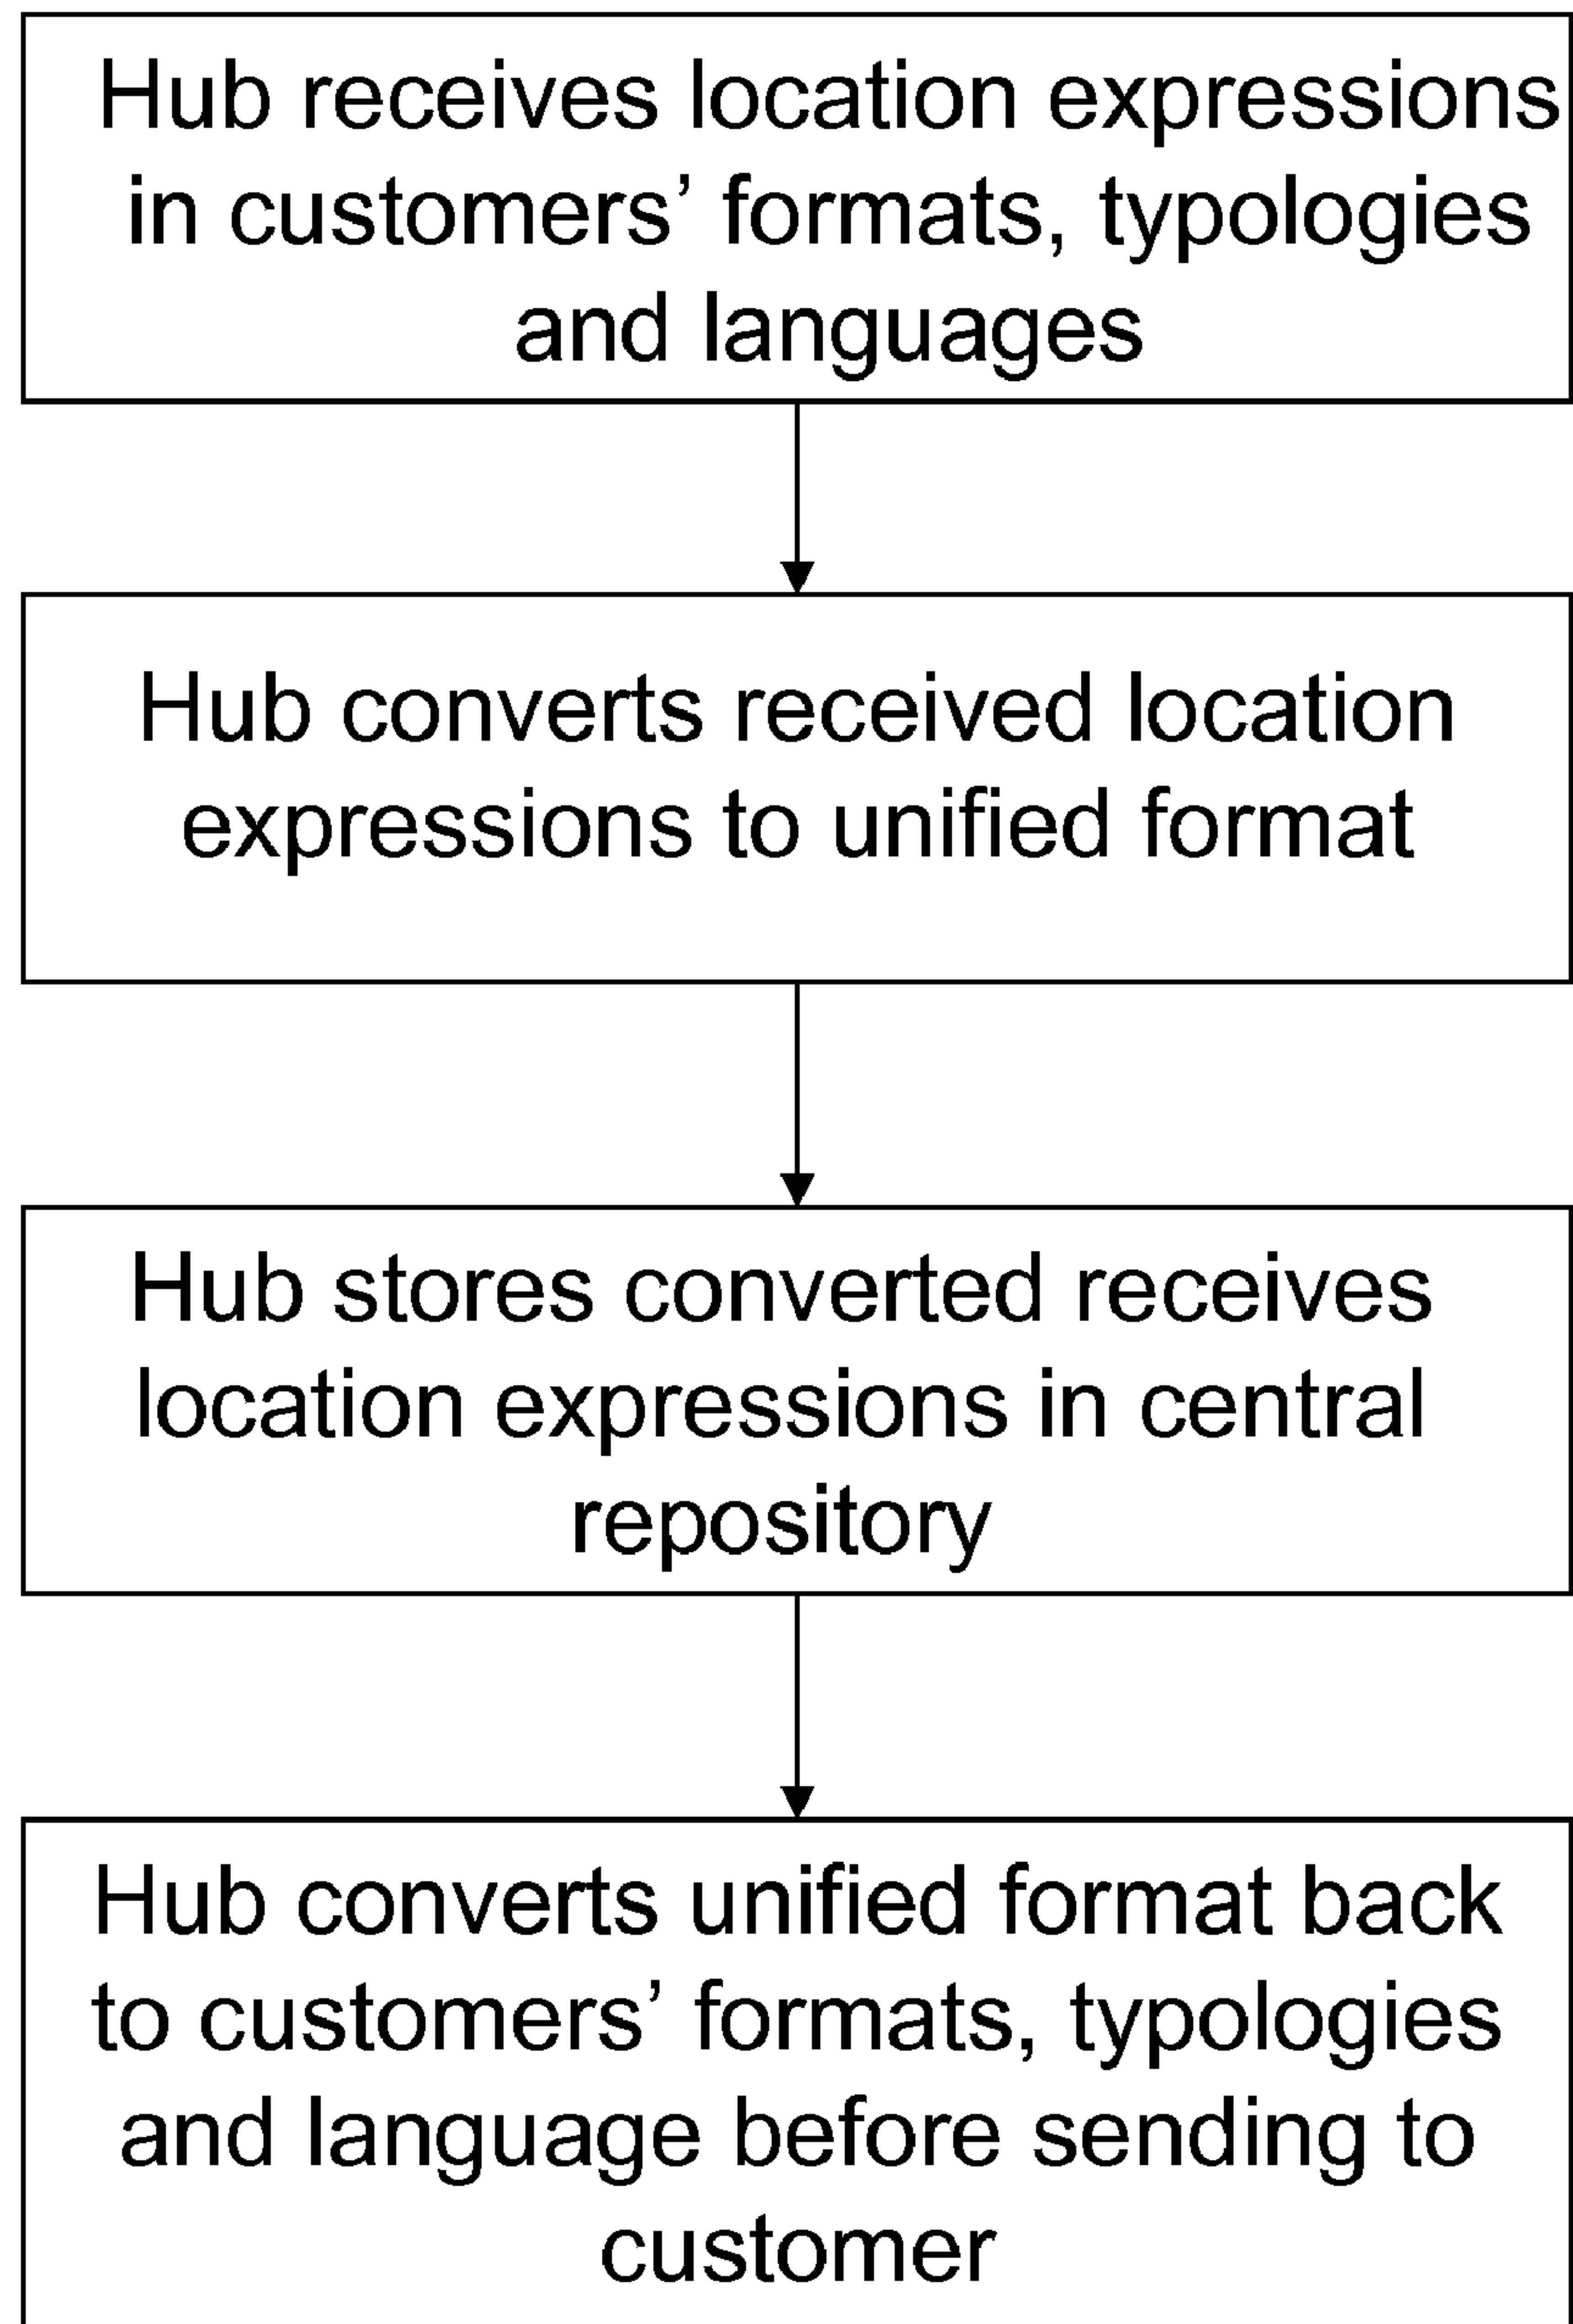 Hub receives location expressions
in customers’ formats, typologies
and languages
Hub converts received location
expressions to unified format
Hub stores converted receives
location expressions in central
repository
Hub converts unified format back
to customers’ formats, typologies
and language before sending to
customer